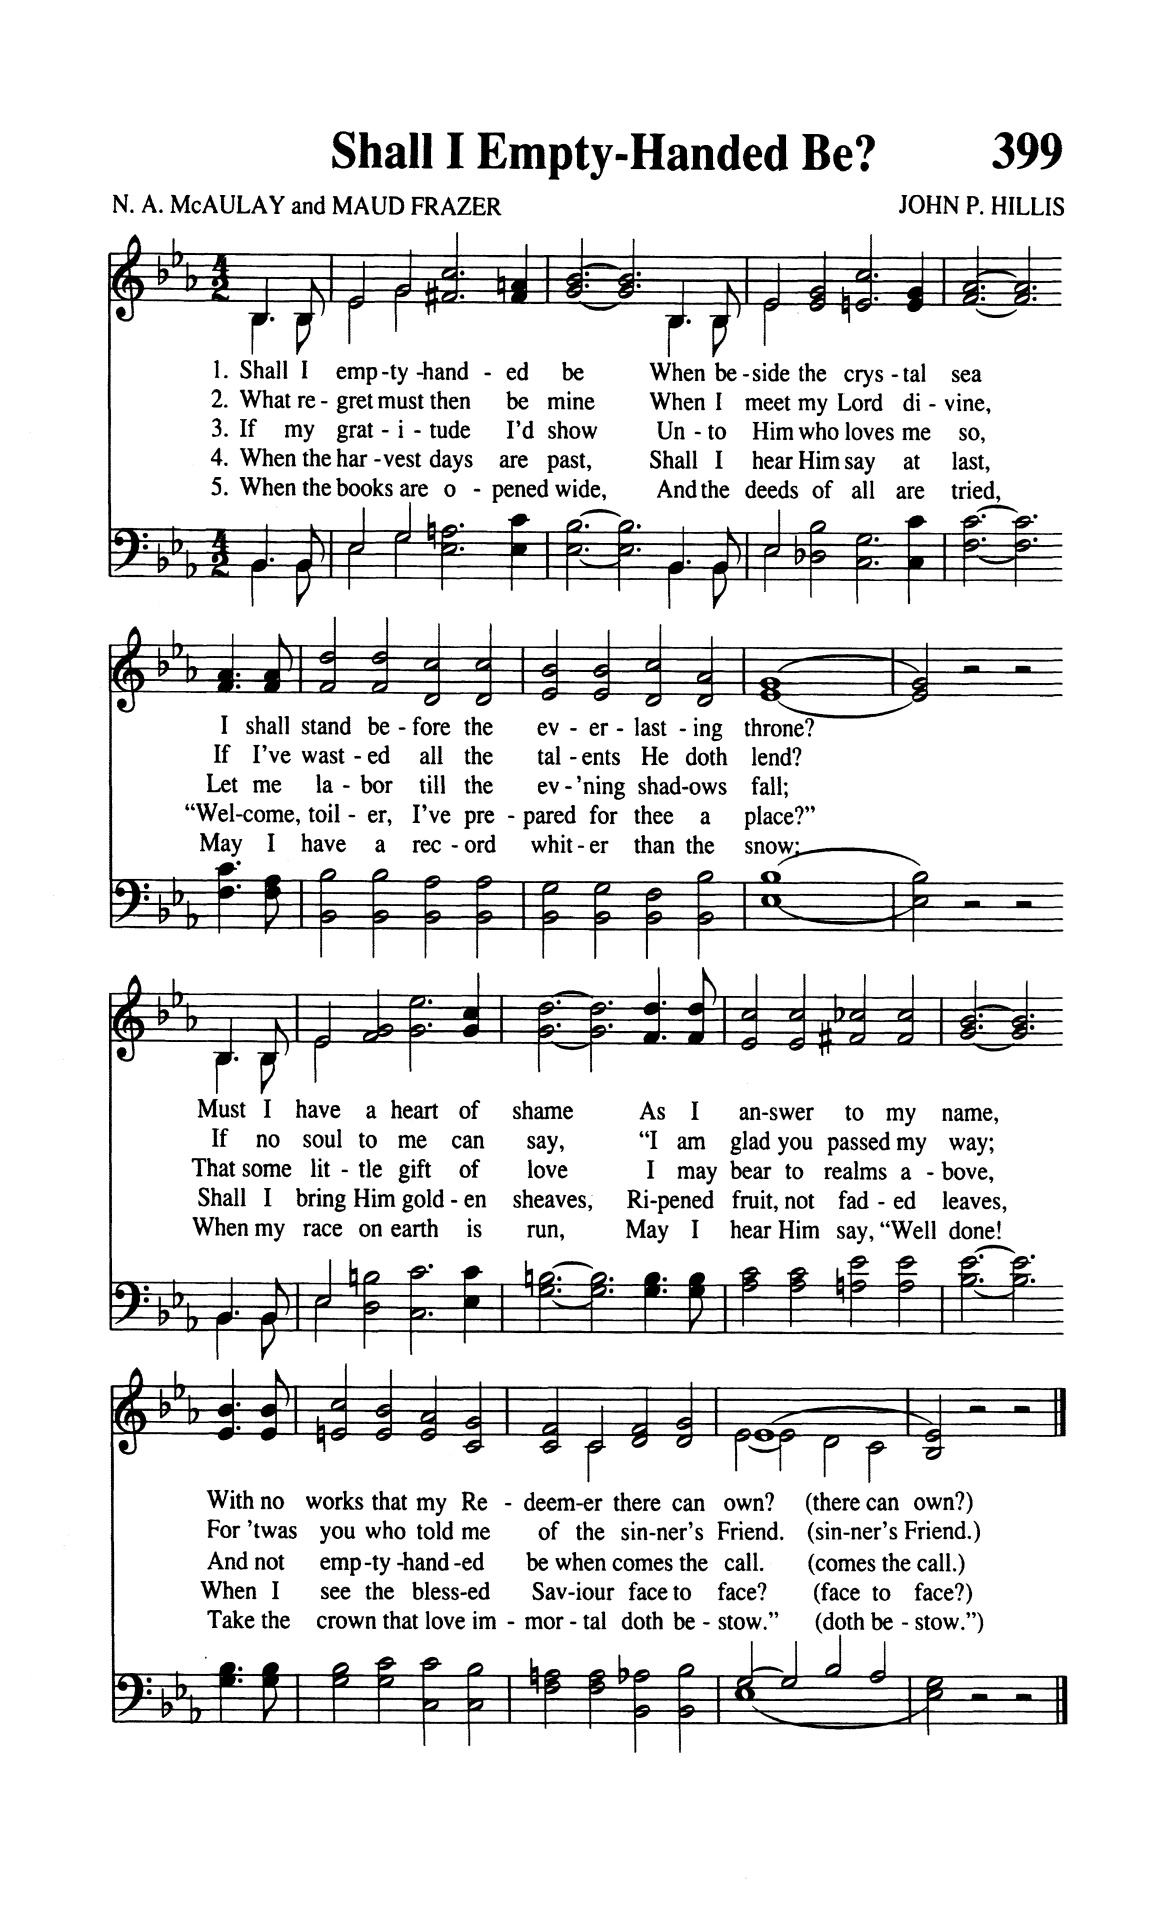 Shall I Empty-Handed Be? 399
N. A. McAULAY and MAUD FRAZER JOHN P. HILLIS
1. Shall I emp-ty -hand - ed be When be -side the crys - tal sea
2. What re - gret must then be mine When I meet my Lord di - vine,
3. If my grat - i - tude I'd show Un - to Him who loves me so,
4. When the har -vest days are past, Shall I hear Him say at last,
5. When the books are o - pened wide, And the deeds of all are tried,
I shall stand be - fore the ev - er - last - ing throne?
If I've wast - ed all the tal - ents He doth lend?
Let me la - bor till the ev -'ning shad-ows fall;
“Wel-come, toil - er, I've pre - pared for thee a place?”
May I have a rec - ord whit - er than the snow;
Must I have a heart of shame As I an-swer to my name,
If no soul to me can say, “I am glad you passed my way;
That some lit - tle gift of love I may bear to realms a - bove,
Shall I bring Him gold - en sheaves, Ri-pened fruit, not fad - ed leaves,
When my race on earth is run, May I hear Him say, “Well done!
With no works that my Re - deem-er there can own? (there can own?)
For 'twas you who told me of the sin-ner's Friend. (sin-ner's Friend.)
And not emp-ty -hand -ed be when comes the call. (comes the call.)
When I see the bless-ed Sav-iour face to face? (face to face?)
Take the crown that love im - mor - tal doth be - stow.” (doth be - stow.”)